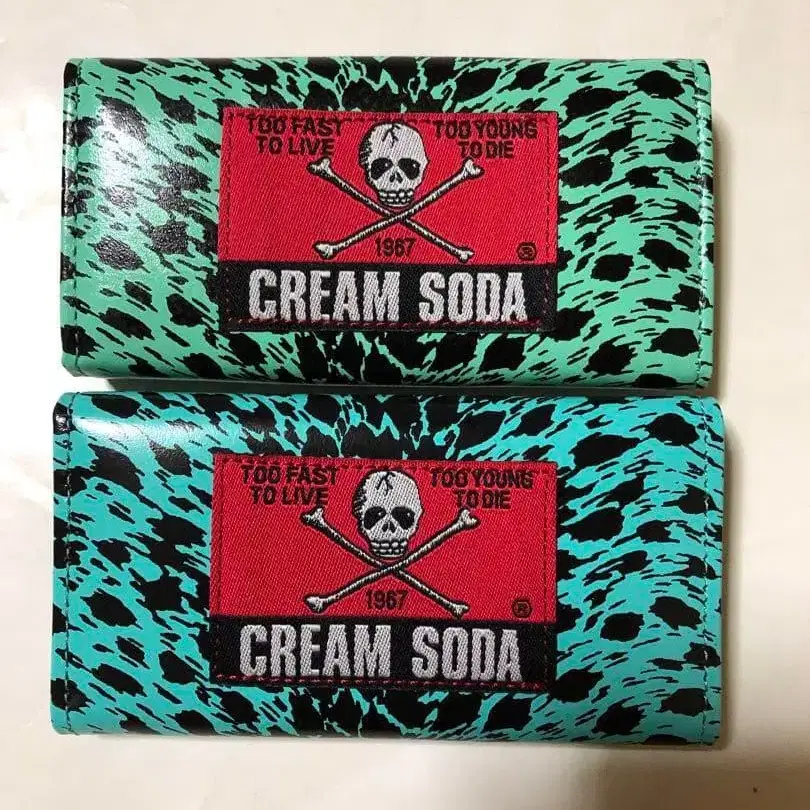 TOO FAST TOO YOUNG
TO LIVE TO DIE
1967
®
CREAM SODA
TOO FAST TOO YOUNG
TO LIVE TO DIE
1967
®
CREAM SODA